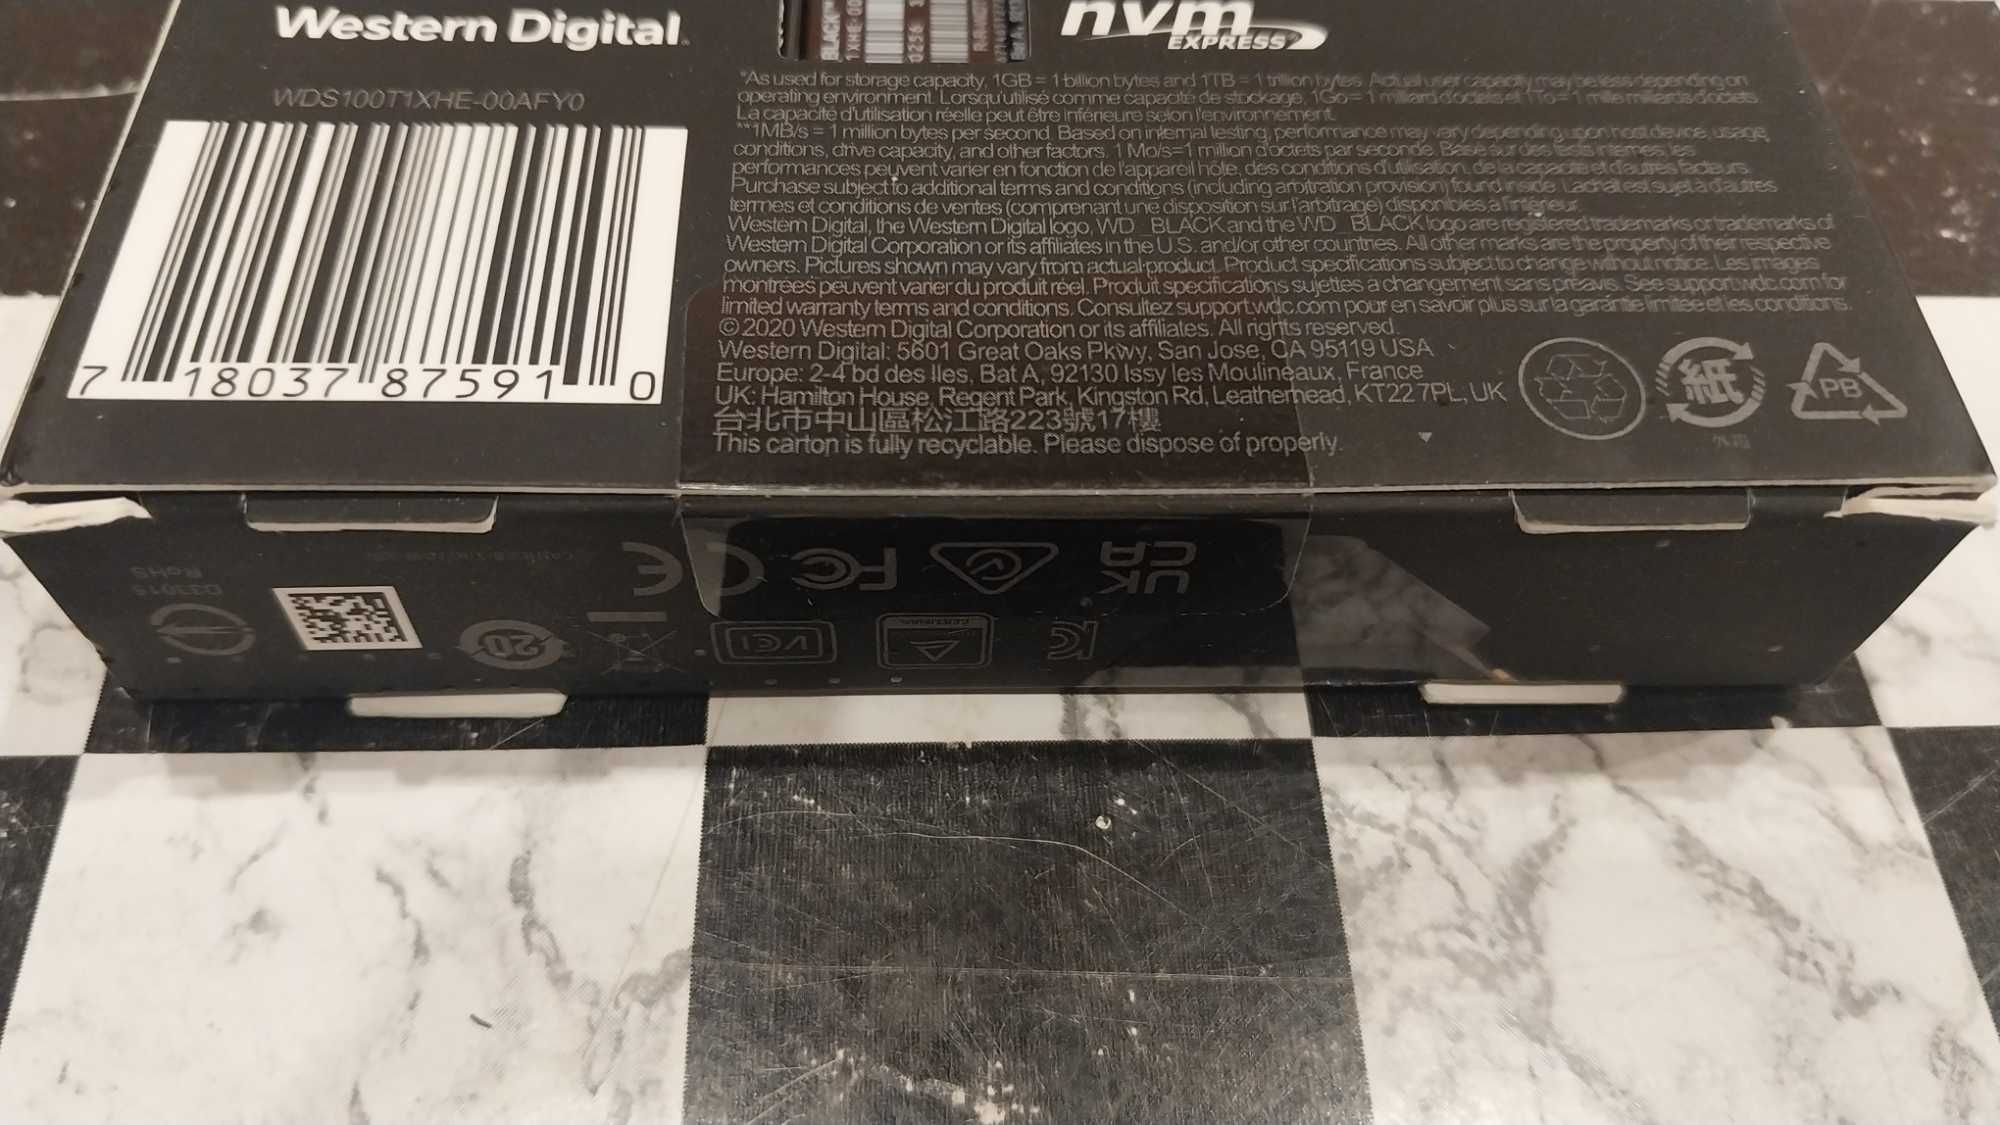 Western Digital
BLACK™
0256
nvm
EXPRESS
WDS100T1XHE-00AFY0
7 18037 87591 0
*As used for storage capacity, 1GB = 1 billion bytes and 1TB = 1 trillion bytes. Actual user capacity may be less depending on
operating environment. Lorsqu'utilisé comme capacité de stockage, 1Go = 1 milliard d'octets et 1To = 1 mille milliards d'octets.
La capacité d'utilisation réelle peut être inférieure selon l'environnement.
**1MB/s = 1 million bytes per second. Based on internal testing, performance may vary depending upon host device, usage
conditions, drive capacity, and other factors. 1 Mo/s=1 million d'octets par seconde. Basé sur des tests internes; les
performances peuvent varier en fonction de l'appareil hôte, des conditions d'utilisation, de la capacité et d'autres facteurs.
Purchase subject to additional terms and conditions (including arbitration provision) found inside. L'achat est sujet à d'autres
termes et conditions de ventes (comprenant une disposition sur l'arbitrage) disponibles à l'intérieur.
Western Digital, the Western Digital logo, WD_BLACK and the WD_BLACK logo are registered trademarks or trademarks of
Western Digital Corporation or its affiliates in the U.S. and/or other countries. All other marks are the property of their respective
owners. Pictures shown may vary from actual product. Product specifications subject to change without notice. Les images
montrées peuvent varier du produit réel. Produit specifications sujettes à changement sans préavis. See support.wdc.com for
limited warranty terms and conditions. Consultez support.wdc.com pour en savoir plus sur la garantie limitée et les conditions.
© 2020 Western Digital Corporation or its affiliates. All rights reserved.
Western Digital: 5601 Great Oaks Pkwy, San Jose, CA 95119 USA
Europe: 2-4 bd des Iles, Bat A, 92130 Issy les Moulineaux, France
UK: Hamilton House, Regent Park, Kingston Rd, Leatherhead, KT22 7PL, UK
台北市中山區松江路223號17樓
This carton is fully recyclable. Please dispose of properly.
紙
外箱
PB
UK
CA
FC
CE
D33015
RoHS
20
VCI